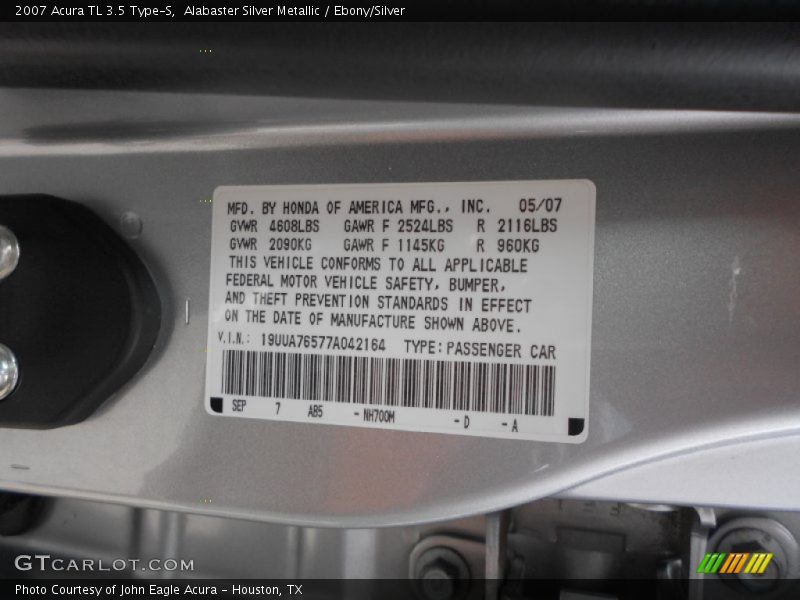 2007 Acura TL 3.5 Type-S,  Alabaster Silver Metallic / Ebony/Silver
MFD. BY HONDA OF AMERICA MFG., INC. 05/07
GVWR 4608LBS GAWR F 2524LBS R 2116LBS
GVWR 2090KG GAWR F 1145KG R 960KG
THIS VEHICLE CONFORMS TO ALL APPLICABLE
FEDERAL MOTOR VEHICLE SAFETY, BUMPER,
AND THEFT PREVENTION STANDARDS IN EFFECT
ON THE DATE OF MANUFACTURE SHOWN ABOVE.
V.I.N.: 19UUA76577A042164 TYPE:PASSENGER CAR
SEP 7 AB5 -NH700M -D -A
GTCARLOT.COM
Photo Courtesy of John Eagle Acura - Houston, TX